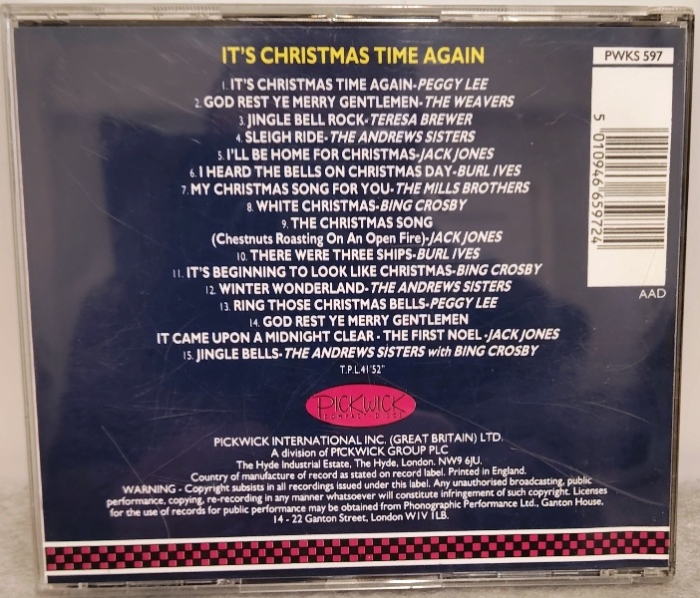 IT'S CHRISTMAS TIME AGAIN
PWKS 597
1. IT'S CHRISTMAS TIME AGAIN-PEGGY LEE
2. GOD REST YE MERRY GENTLEMEN-THE WEAVERS
3. JINGLE BELL ROCK-TERESA BREWER
4. SLEIGH RIDE-THE ANDREWS SISTERS
5. I'LL BE HOME FOR CHRISTMAS-JACK JONES
6. I HEARD THE BELLS ON CHRISTMAS DAY-BURL IVES
7. MY CHRISTMAS SONG FOR YOU-THE MILLS BROTHERS
8. WHITE CHRISTMAS-BING CROSBY
9. THE CHRISTMAS SONG
(Chestnuts Roasting On An Open Fire)-JACK JONES
10. THERE WERE THREE SHIPS-BURL IVES
11. IT'S BEGINNING TO LOOK LIKE CHRISTMAS-BING CROSBY
12. WINTER WONDERLAND-THE ANDREWS SISTERS
13. RING THOSE CHRISTMAS BELLS-PEGGY LEE
14. GOD REST YE MERRY GENTLEMEN
IT CAME UPON A MIDNIGHT CLEAR - THE FIRST NOEL -JACK JONES
15. JINGLE BELLS-THE ANDREWS SISTERS with BING CROSBY
T.P.L.41'52"
5 010946 659724
AAD
PICKWICK
COMPACT DISCS
PICKWICK INTERNATIONAL INC. (GREAT BRITAIN) LTD.
A division of PICKWICK GROUP PLC
The Hyde Industrial Estate, The Hyde, London. NW9 6JU.
Country of manufacture of record as stated on record label. Printed in England.
WARNING - Copyright subsists in all recordings issued under this label. Any unauthorised broadcasting, public
performance, copying, re-recording in any manner whatsoever will constitute infringement of such copyright. Licenses
for the use of records for public performance may be obtained from Phonographic Performance Ltd., Ganton House,
14 - 22 Ganton Street, London W1V 1LB.